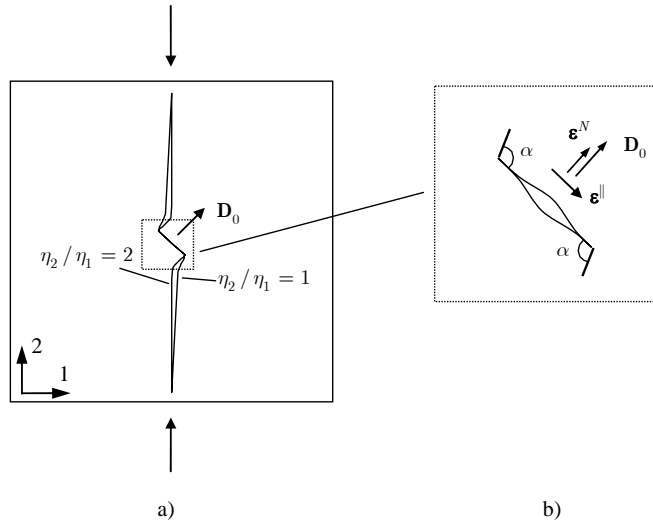 D₀
η₂ / η₁ = 2
η₂ / η₁ = 1
2
1
a)
εᴺ
D₀
α
ε^∥
α
b)